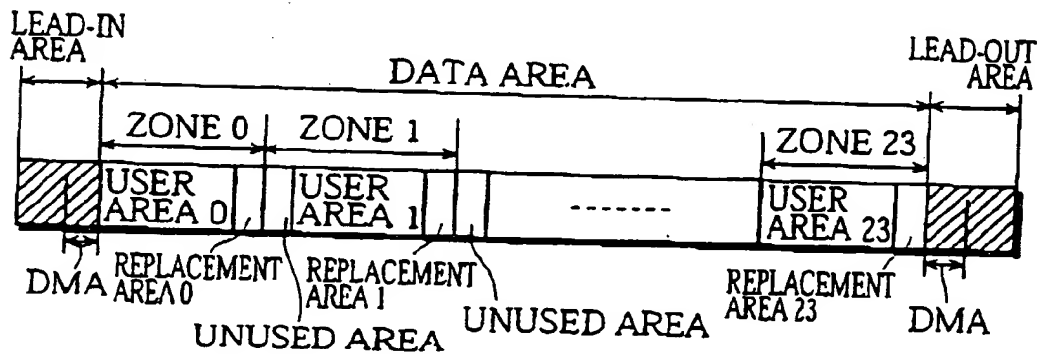 LEAD-IN
AREA
LEAD-OUT
AREA
DATA AREA
ZONE 0
ZONE 1
ZONE 23
USER
AREA 0
USER
AREA 1
--------
USER
AREA 23
DMA
REPLACEMENT
AREA 0
REPLACEMENT
AREA 1
REPLACEMENT
AREA 23
DMA
UNUSED AREA
UNUSED AREA